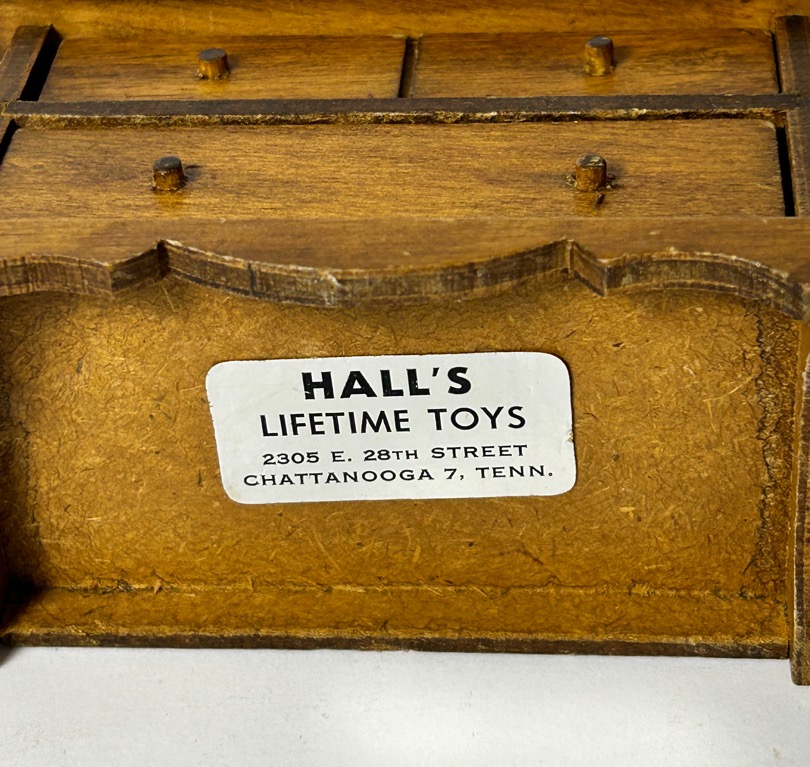 HALL'S
LIFETIME TOYS
2305 E. 28TH STREET
CHATTANOOGA 7, TENN.